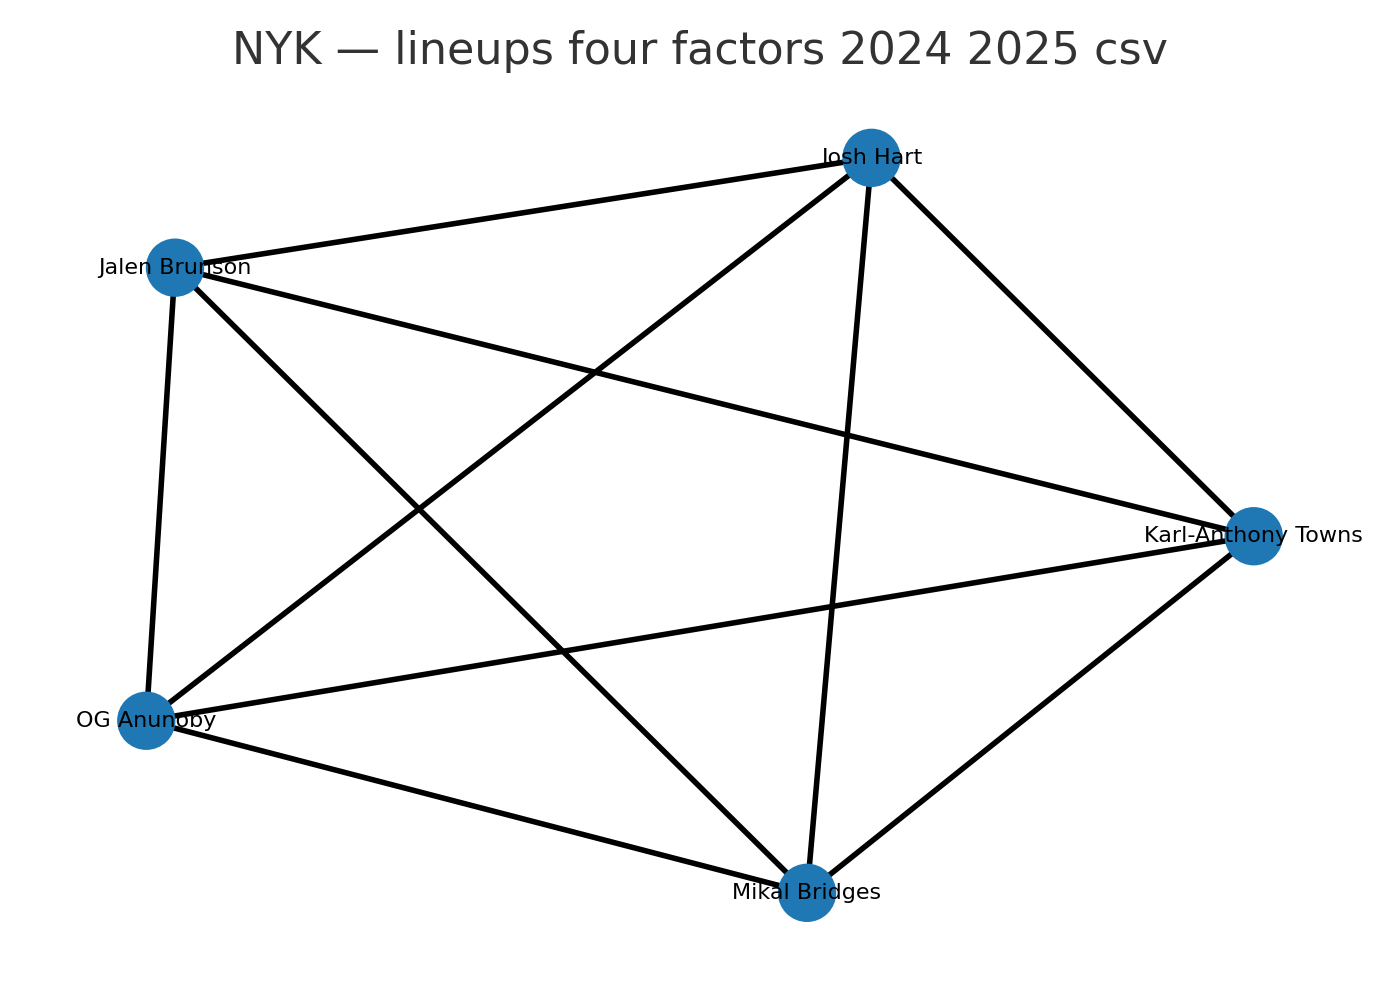 NYK — lineups four factors 2024 2025 csv
Josh Hart
Jalen Brunson
Karl-Anthony Towns
OG Anunoby
Mikal Bridges